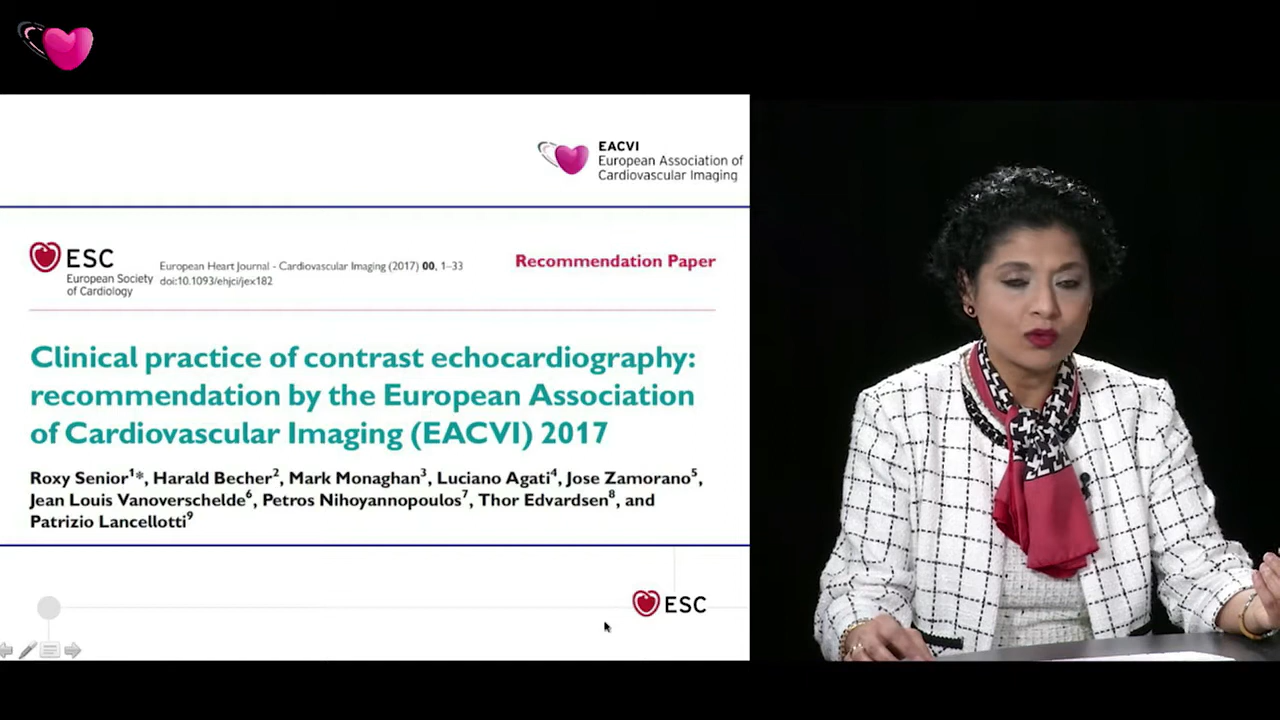 EACVI
European Association of
Cardiovascular Imaging
ESC
European Society
of Cardiology
European Heart Journal - Cardiovascular Imaging (2017) 00, 1–33
doi:10.1093/ehjci/jex182
Recommendation Paper
Clinical practice of contrast echocardiography:
recommendation by the European Association
of Cardiovascular Imaging (EACVI) 2017
Roxy Senior¹*, Harald Becher², Mark Monaghan³, Luciano Agati⁴, Jose Zamorano⁵,
Jean Louis Vanoverschelde⁶, Petros Nihoyannopoulos⁷, Thor Edvardsen⁸, and
Patrizio Lancellotti⁹
ESC